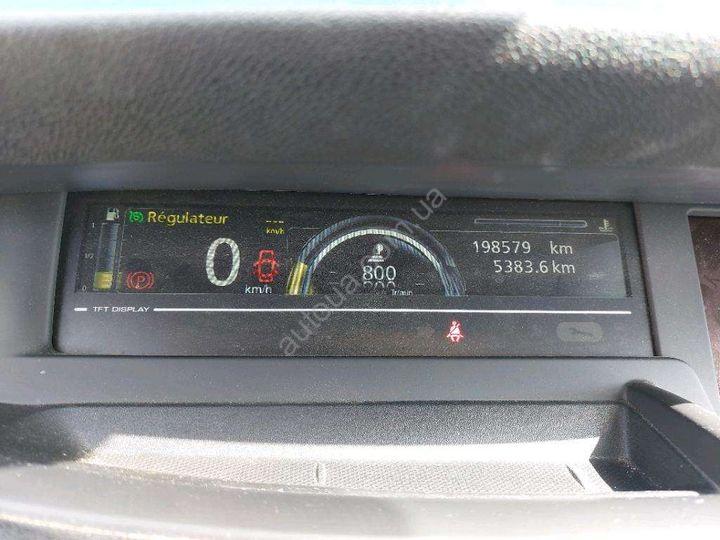 Régulateur
km/h
1
1/2
0
P
0
km/h
800
tr/min
198579 km
5383.6 km
TFT DISPLAY
autoua.com.ua